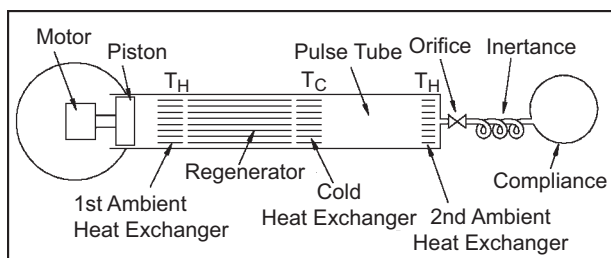 Motor
Piston
T_H
T_C
Pulse Tube
T_H
Orifice
Inertance
Regenerator
1st Ambient
Heat Exchanger
Cold
Heat Exchanger
2nd Ambient
Heat Exchanger
Compliance